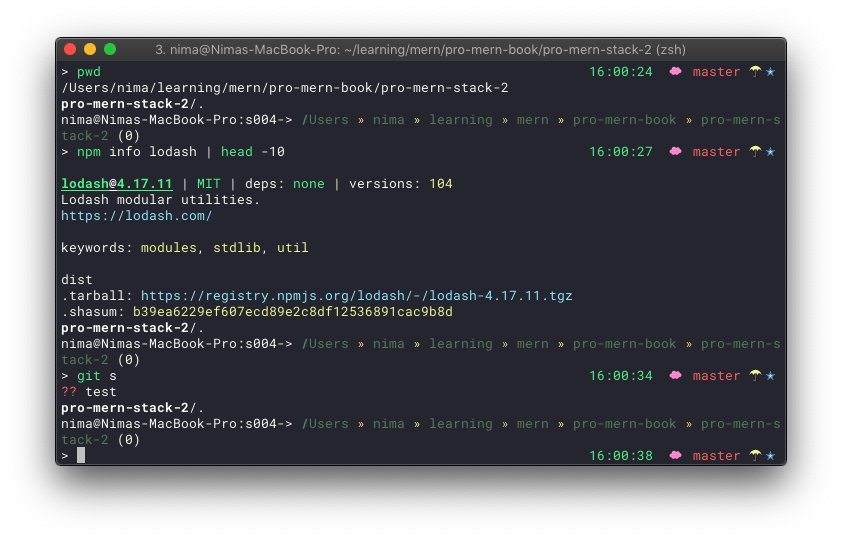 3. nima@Nimas-MacBook-Pro: ~/learning/mern/pro-mern-book/pro-mern-stack-2 (zsh)
> pwd 16:00:24 master ☂ ★
/Users/nima/learning/mern/pro-mern-book/pro-mern-stack-2
pro-mern-stack-2/.
nima@Nimas-MacBook-Pro:s004-> /Users » nima » learning » mern » pro-mern-book » pro-mern-s
tack-2 (0)
> npm info lodash | head -10 16:00:27 master ☂ ★
lodash@4.17.11 | MIT | deps: none | versions: 104
Lodash modular utilities.
https://lodash.com/
keywords: modules, stdlib, util
dist
.tarball: https://registry.npmjs.org/lodash/-/lodash-4.17.11.tgz
.shasum: b39ea6229ef607ecd89e2c8df12536891cac9b8d
pro-mern-stack-2/.
nima@Nimas-MacBook-Pro:s004-> /Users » nima » learning » mern » pro-mern-book » pro-mern-s
tack-2 (0)
> git s 16:00:34 master ☂ ★
?? test
pro-mern-stack-2/.
nima@Nimas-MacBook-Pro:s004-> /Users » nima » learning » mern » pro-mern-book » pro-mern-s
tack-2 (0)
> 16:00:38 master ☂ ★